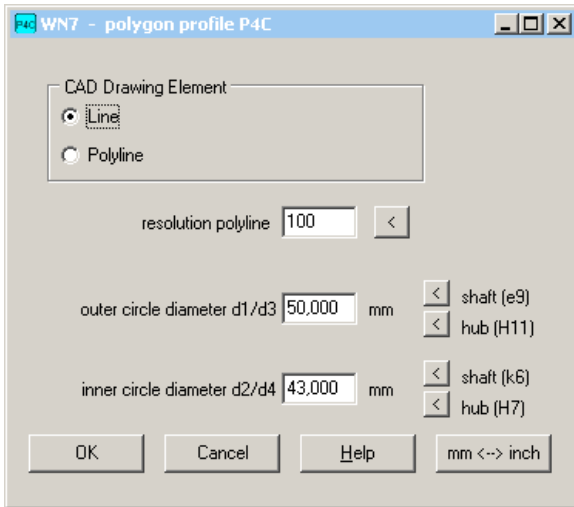 P4C WN7 - polygon profile P4C
CAD Drawing Element
Line
Polyline
resolution polyline 100 <
outer circle diameter d1/d3 50,000 mm < shaft (e9)
< hub (H11)
inner circle diameter d2/d4 43,000 mm < shaft (k6)
< hub (H7)
OK Cancel Help mm <--> inch